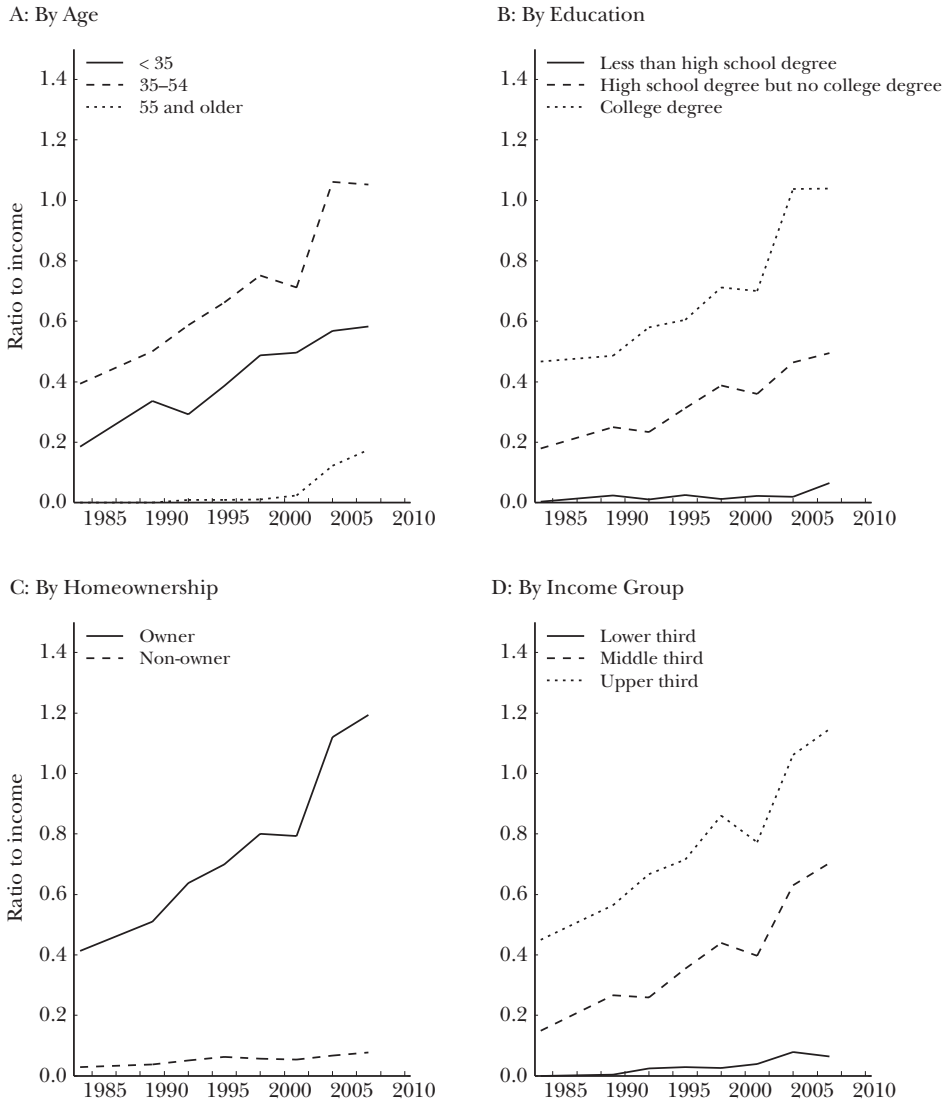 A: By Age
< 35
35–54
55 and older
1.4
1.2
1.0
0.8
0.6
0.4
0.2
0.0
Ratio to income
1985 1990 1995 2000 2005 2010
B: By Education
Less than high school degree
High school degree but no college degree
College degree
1.4
1.2
1.0
0.8
0.6
0.4
0.2
0.0
1985 1990 1995 2000 2005 2010
C: By Homeownership
Owner
Non-owner
1.4
1.2
1.0
0.8
0.6
0.4
0.2
0.0
Ratio to income
1985 1990 1995 2000 2005 2010
D: By Income Group
Lower third
Middle third
Upper third
1.4
1.2
1.0
0.8
0.6
0.4
0.2
0.0
1985 1990 1995 2000 2005 2010